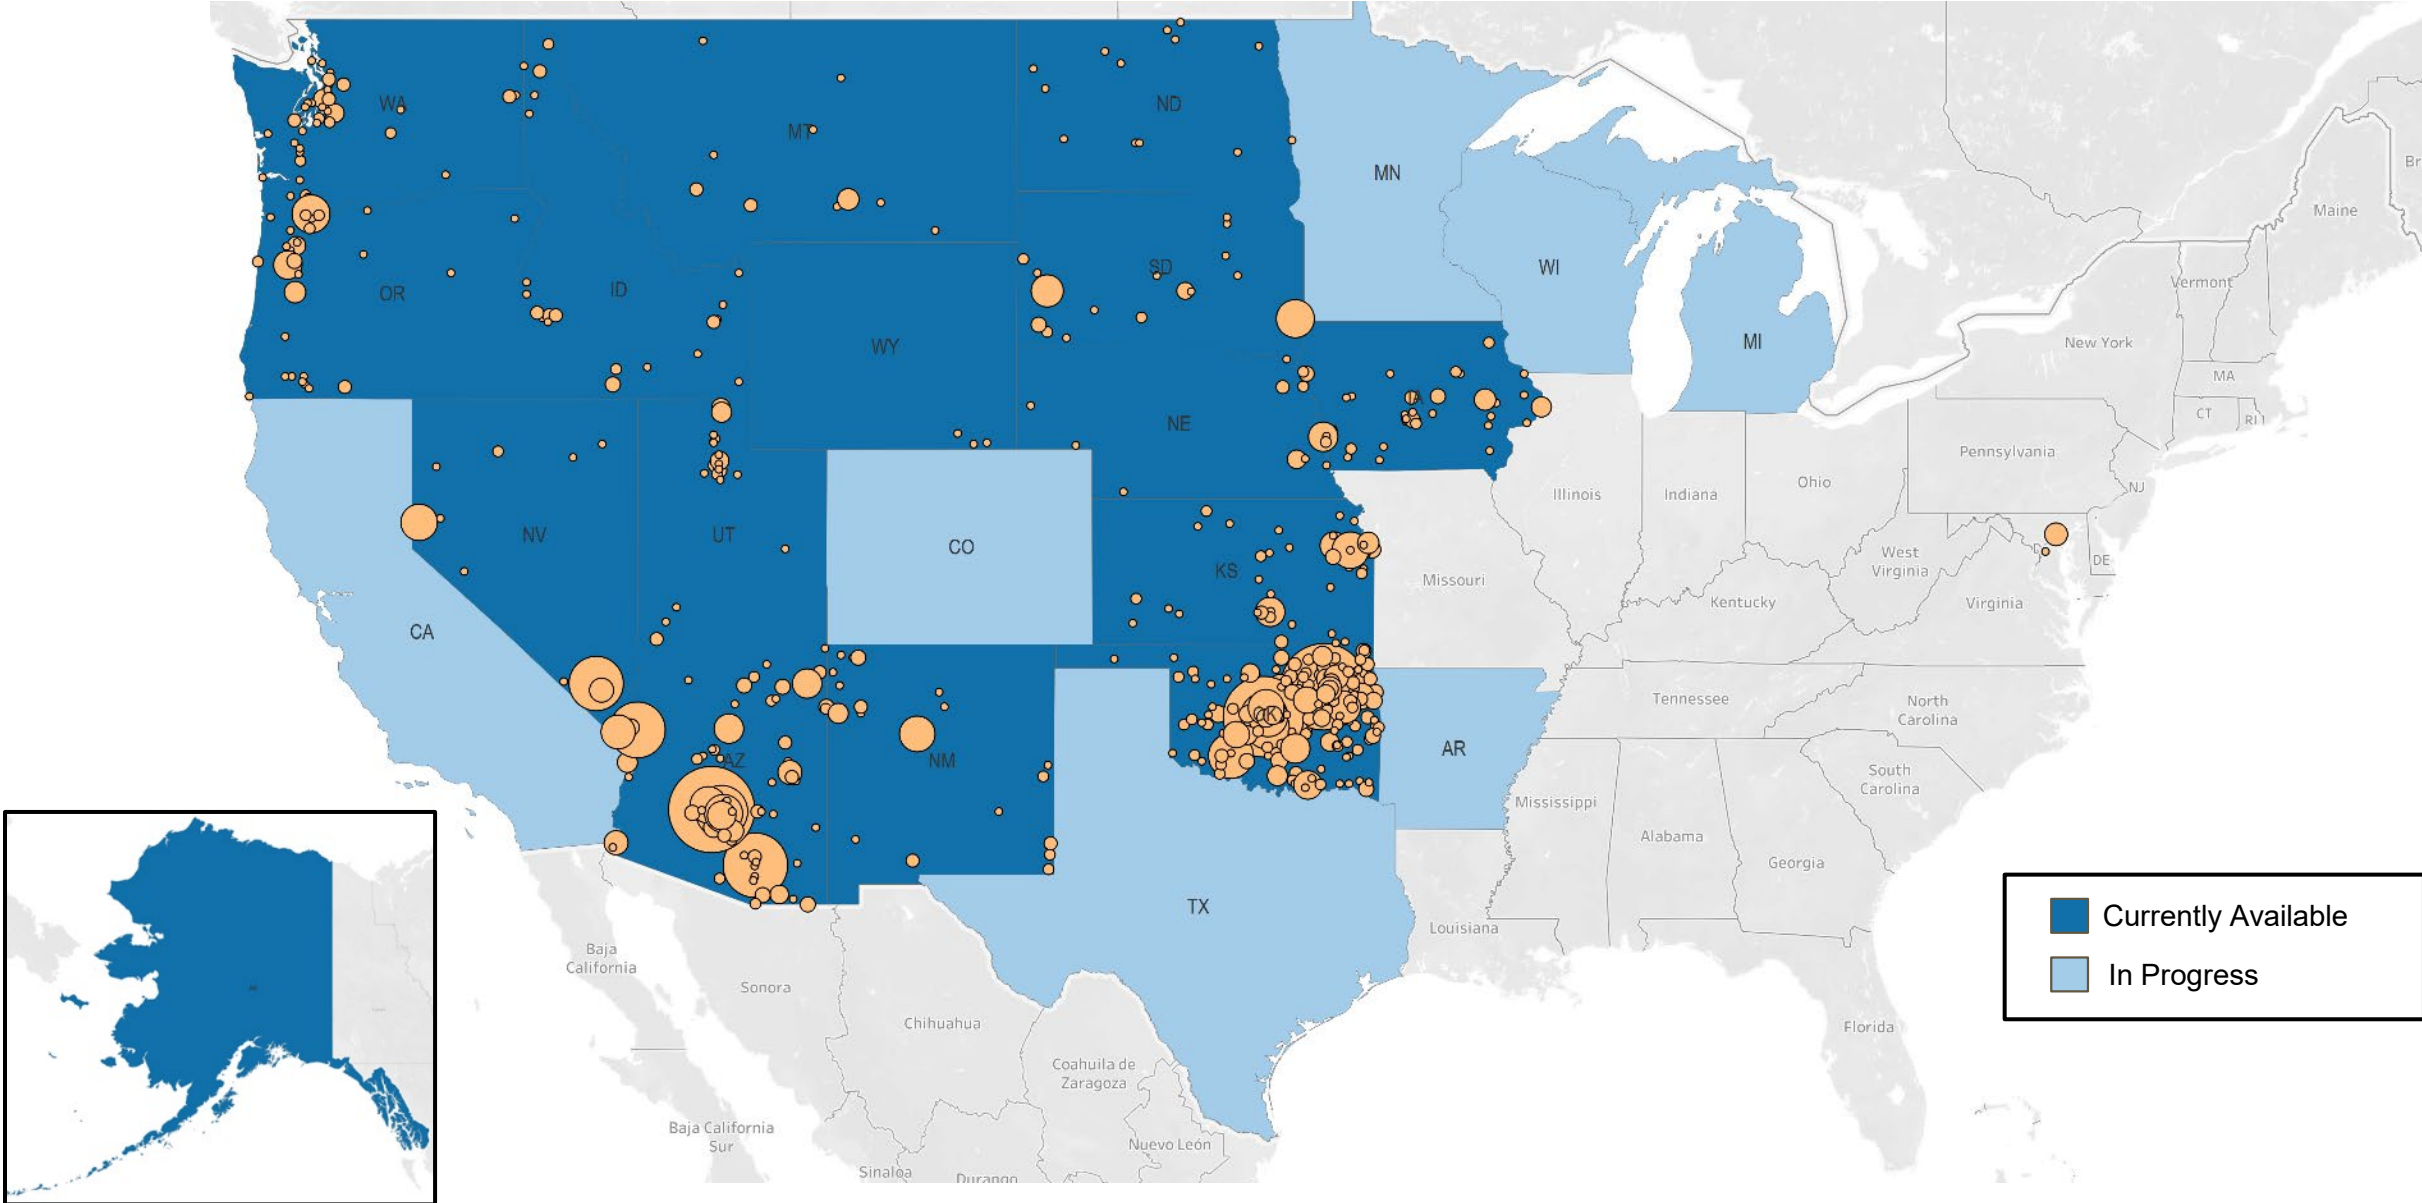 WA
MT
ND
MN
Br
Maine
OR
ID
SD
WI
Vermont
WY
MI
New York
MA
NE
IA
CT
RI
Pennsylvania
NV
UT
CO
Illinois
Indiana
Ohio
NJ
KS
Missouri
West
Virginia
D
DE
CA
Kentucky
Virginia
Tennessee
North
Carolina
OK
AZ
NM
AR
South
Carolina
Mississippi
Alabama
Georgia
TX
Louisiana
Currently Available
In Progress
Baja
California
Sonora
Chihuahua
Florida
Coahuila de
Zaragoza
Baja California
Sur
Nuevo León
Sinaloa
Durango